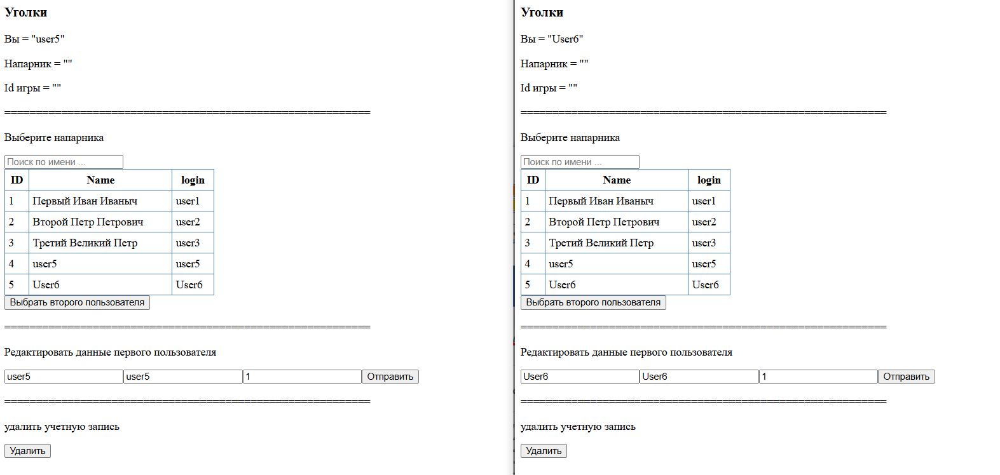 Уголки
Вы = "user5"
Напарник = ""
Id игры = ""
==========================================================
Выберите напарника
Поиск по имени ...
ID Name login
1 Первый Иван Иваныч user1
2 Второй Петр Петрович user2
3 Третий Великий Петр user3
4 user5 user5
5 User6 User6
Выбрать второго пользователя
==========================================================
Редактировать данные первого пользователя
user5 user5 1 Отправить
==========================================================
удалить учетную запись
Удалить
Уголки
Вы = "User6"
Напарник = ""
Id игры = ""
==========================================================
Выберите напарника
Поиск по имени ...
ID Name login
1 Первый Иван Иваныч user1
2 Второй Петр Петрович user2
3 Третий Великий Петр user3
4 user5 user5
5 User6 User6
Выбрать второго пользователя
==========================================================
Редактировать данные первого пользователя
User6 User6 1 Отправить
==========================================================
удалить учетную запись
Удалить